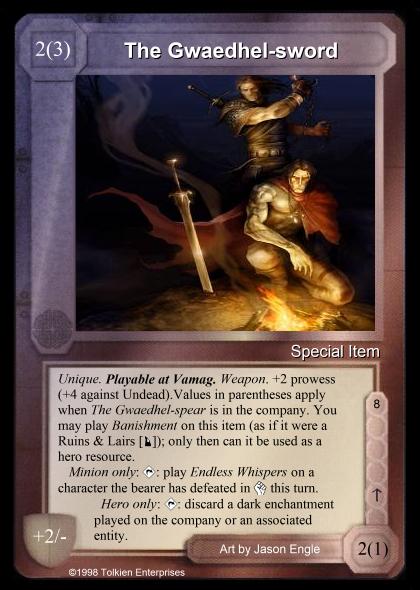 2(3)
The Gwaedhel-sword
Special Item
Unique. Playable at Vamag. Weapon. +2 prowess
(+4 against Undead).Values in parentheses apply
when The Gwaedhel-spear is in the company. You
may play Banishment on this item (as if it were a
Ruins & Lairs []); only then can it be used as a
hero resource.
Minion only: : play Endless Whispers on a
character the bearer has defeated in this turn.
Hero only: : discard a dark enchantment
played on the company or an associated
entity.
8
↑
+2/-
Art by Jason Engle
2(1)
©1998 Tolkien Enterprises